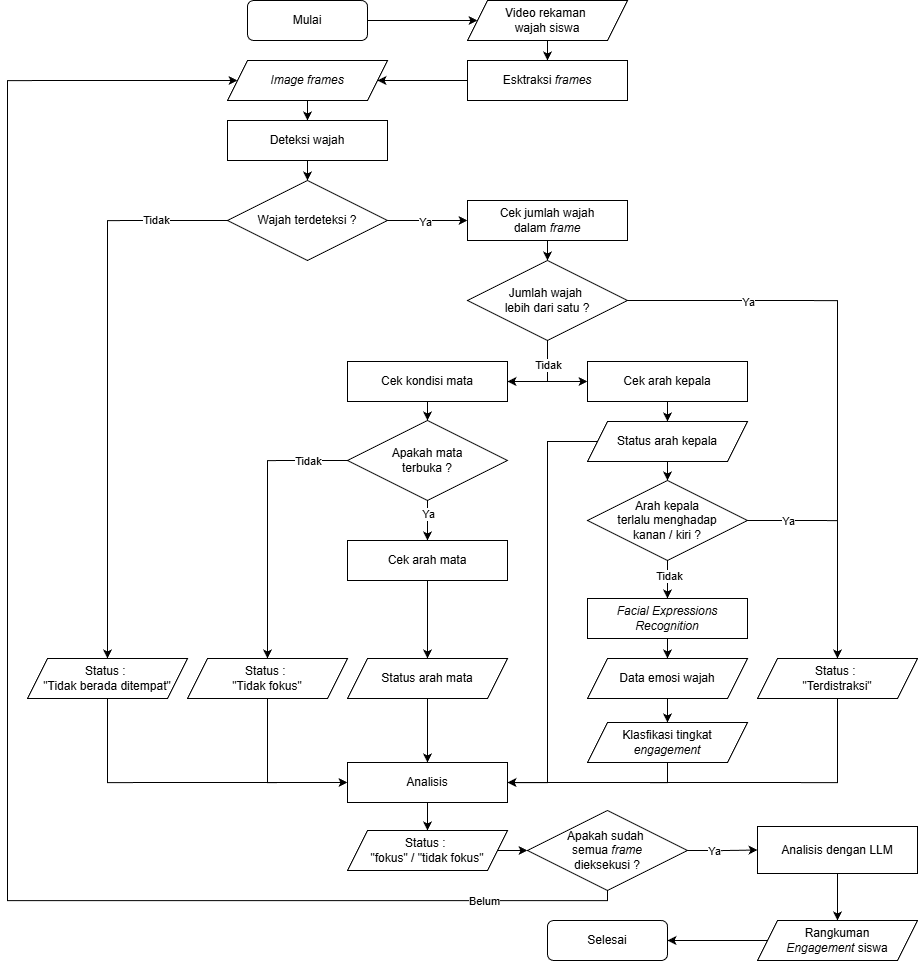 Mulai
Video rekaman
wajah siswa
Image frames
Esktraksi frames
Deteksi wajah
Wajah terdeteksi ?
Tidak
Ya
Cek jumlah wajah
dalam frame
Jumlah wajah
lebih dari satu ?
Ya
Tidak
Cek kondisi mata
Cek arah kepala
Status arah kepala
Apakah mata
terbuka ?
Tidak
Ya
Arah kepala
terlalu menghadap
kanan / kiri ?
Ya
Tidak
Cek arah mata
Facial Expressions
Recognition
Status :
"Tidak berada ditempat"
Status :
"Tidak fokus"
Status arah mata
Data emosi wajah
Status :
"Terdistraksi"
Klasfikasi tingkat
engagement
Analisis
Status :
"fokus" / "tidak fokus"
Apakah sudah
semua frame
dieksekusi ?
Ya
Analisis dengan LLM
Belum
Selesai
Rangkuman
Engagement siswa